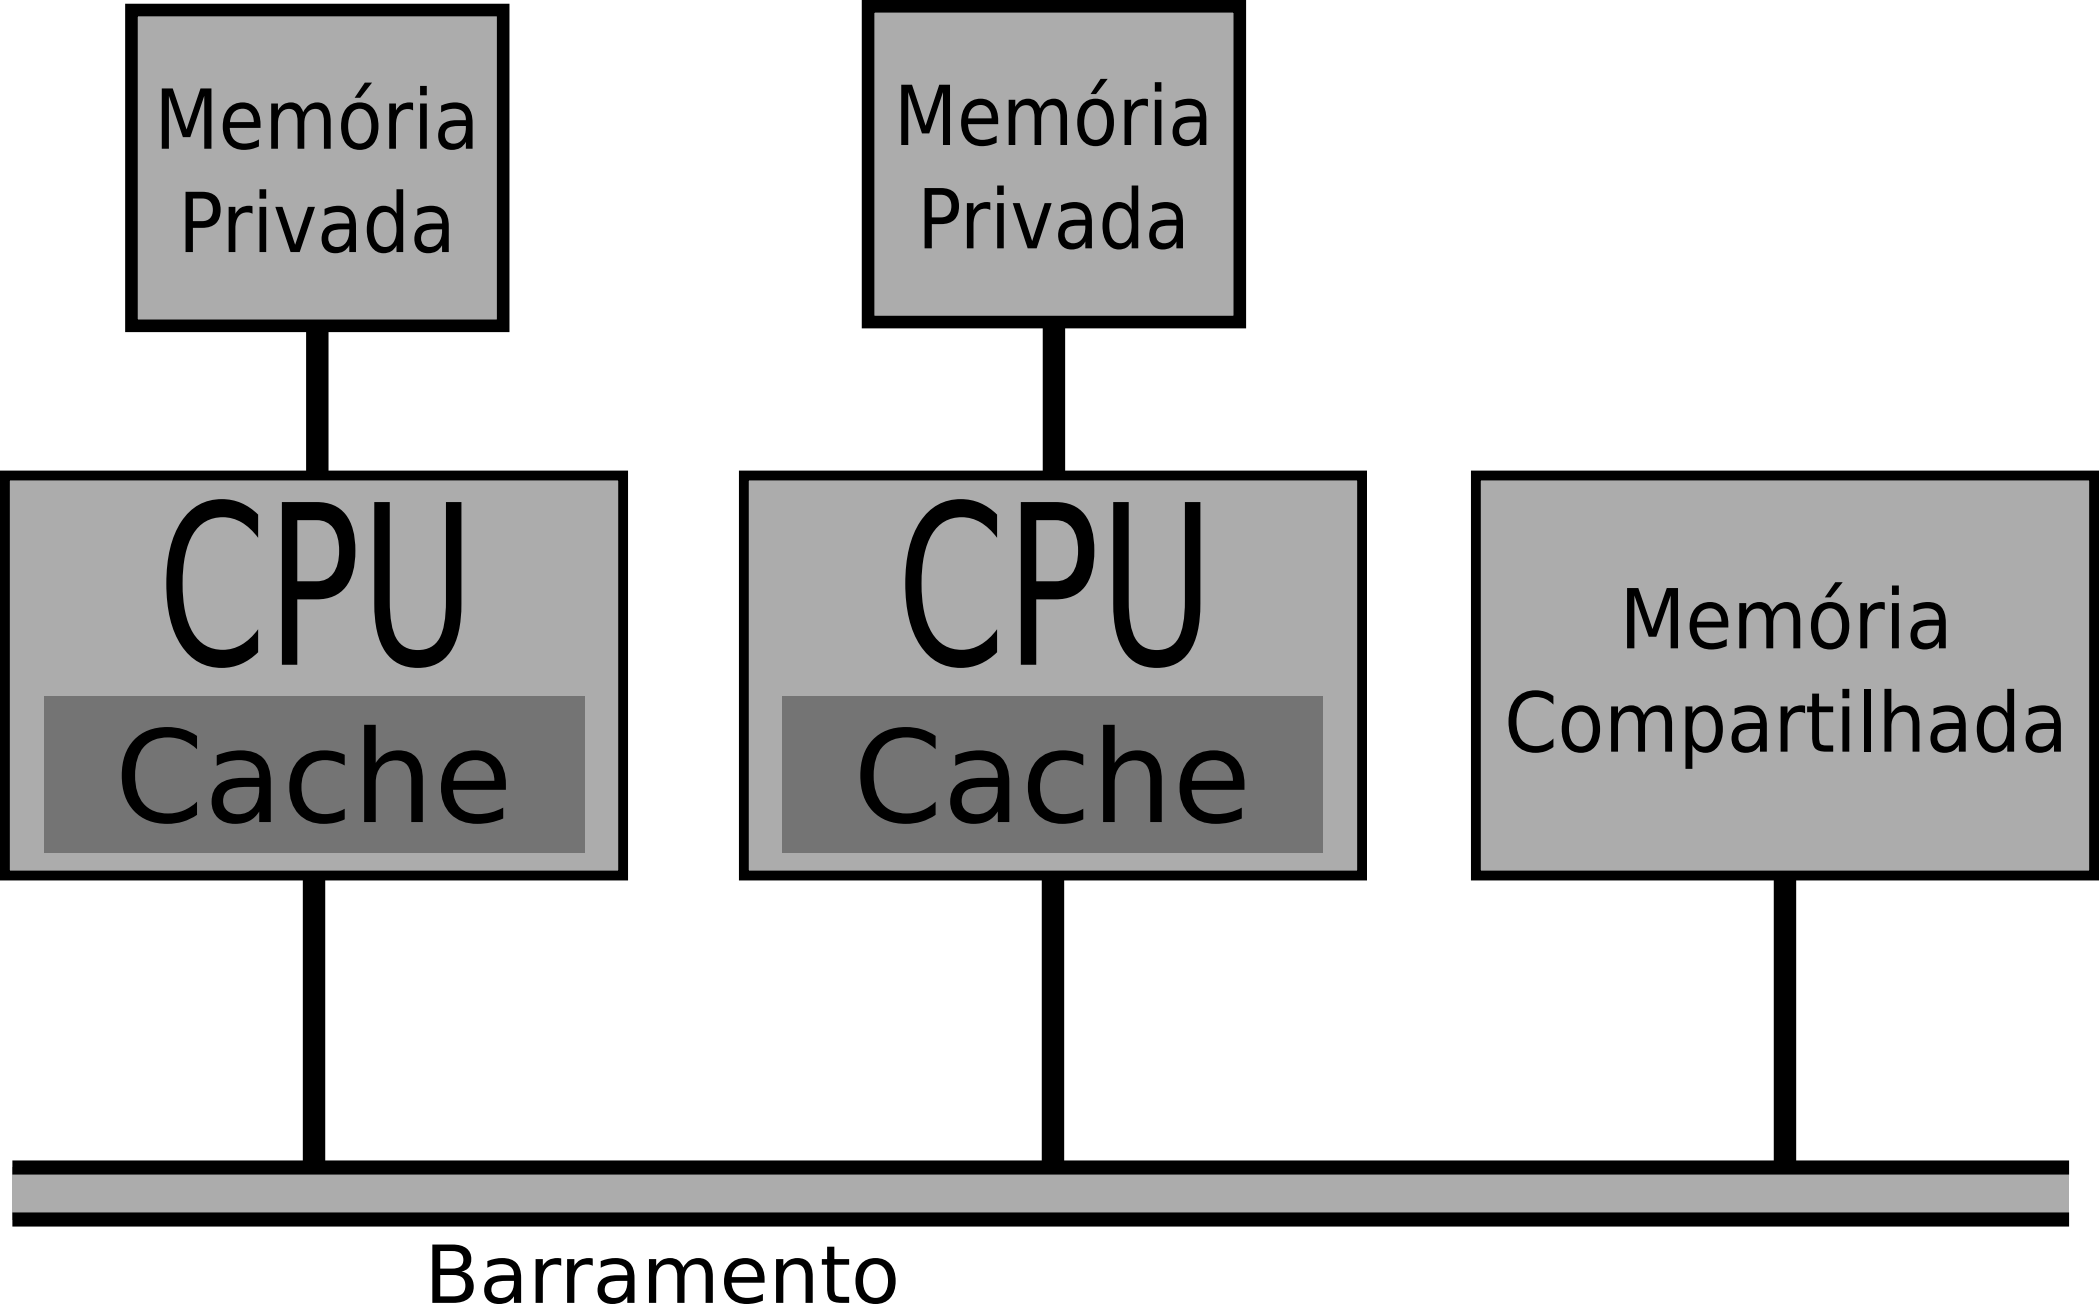 Memória
Privada
Memória
Privada
CPU
Cache
CPU
Cache
Memória
Compartilhada
Barramento